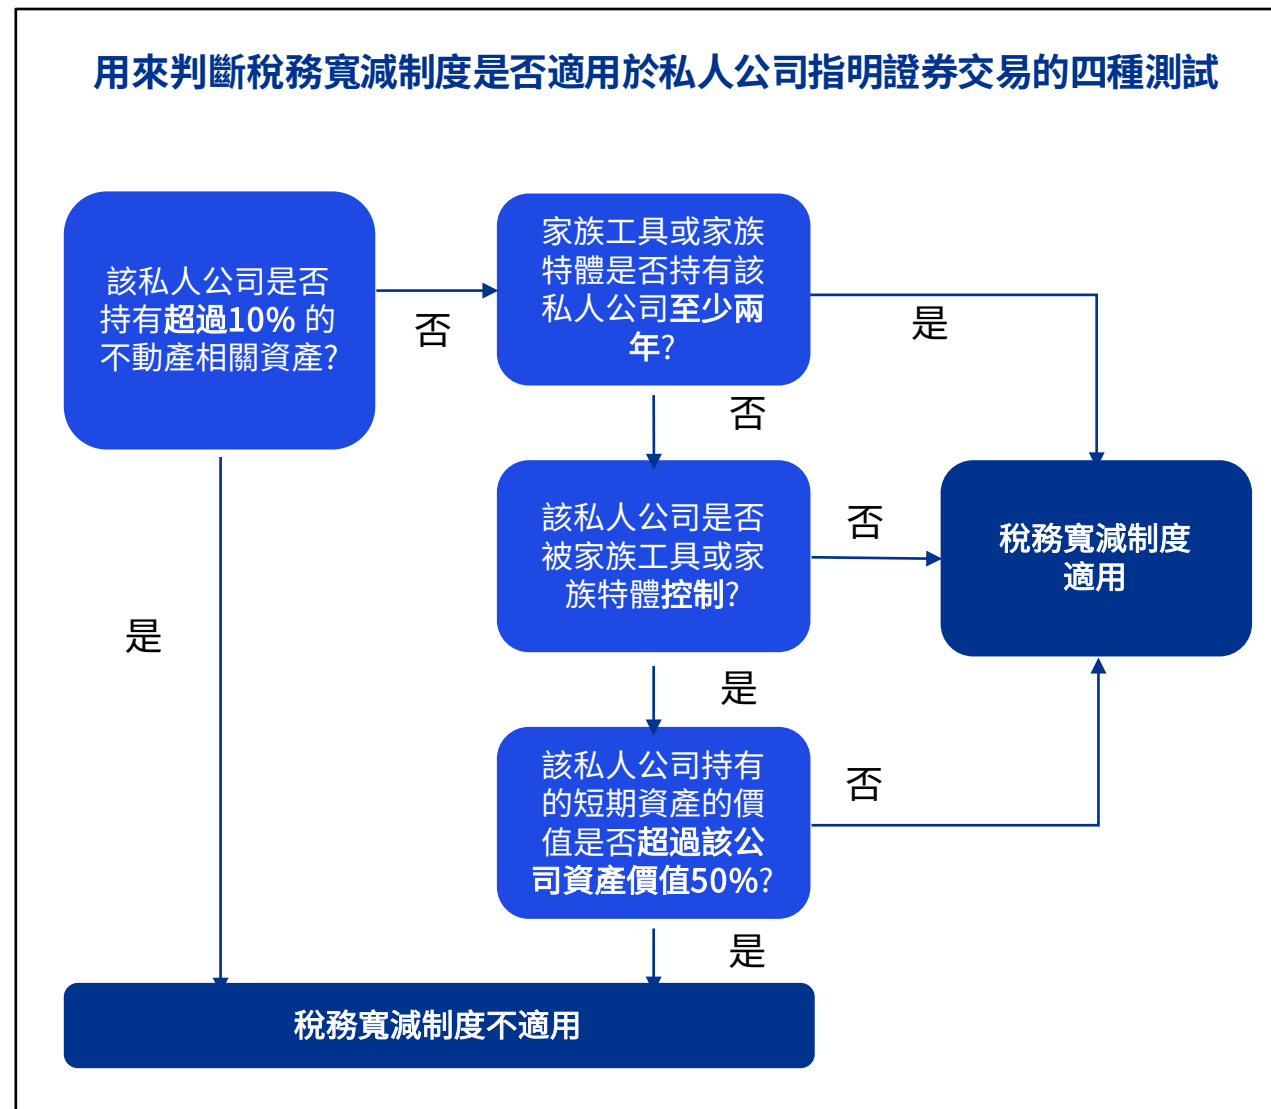 用來判斷稅務寬減制度是否適用於私人公司指明證券交易的四種測試
該私人公司是否
持有超過10% 的
不動產相關資產?
否
家族工具或家族
特體是否持有該
私人公司至少兩
年?
是
否
該私人公司是否
被家族工具或家
族特體控制?
否
稅務寬減制度
適用
是
是
該私人公司持有
的短期資產的價
值是否超過該公
司資產價值50%?
否
是
稅務寬減制度不適用